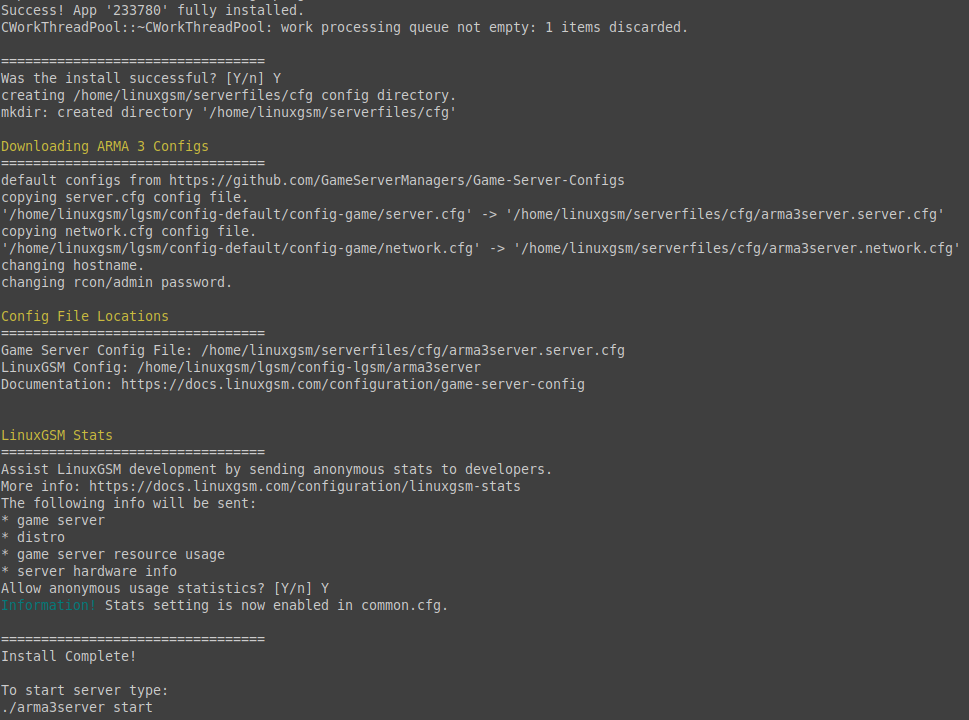 Success! App '233780' fully installed.
CWorkThreadPool::~CWorkThreadPool: work processing queue not empty: 1 items discarded.
=================================
Was the install successful? [Y/n] Y
creating /home/linuxgsm/serverfiles/cfg config directory.
mkdir: created directory '/home/linuxgsm/serverfiles/cfg'
Downloading ARMA 3 Configs
=================================
default configs from https://github.com/GameServerManagers/Game-Server-Configs
copying server.cfg config file.
'/home/linuxgsm/lgsm/config-default/config-game/server.cfg' -> '/home/linuxgsm/serverfiles/cfg/arma3server.server.cfg'
copying network.cfg config file.
'/home/linuxgsm/lgsm/config-default/config-game/network.cfg' -> '/home/linuxgsm/serverfiles/cfg/arma3server.network.cfg'
changing hostname.
changing rcon/admin password.
Config File Locations
=================================
Game Server Config File: /home/linuxgsm/serverfiles/cfg/arma3server.server.cfg
LinuxGSM Config: /home/linuxgsm/lgsm/config-lgsm/arma3server
Documentation: https://docs.linuxgsm.com/configuration/game-server-config
LinuxGSM Stats
=================================
Assist LinuxGSM development by sending anonymous stats to developers.
More info: https://docs.linuxgsm.com/configuration/linuxgsm-stats
The following info will be sent:
* game server
* distro
* game server resource usage
* server hardware info
Allow anonymous usage statistics? [Y/n] Y
Information! Stats setting is now enabled in common.cfg.
=================================
Install Complete!
To start server type:
./arma3server start